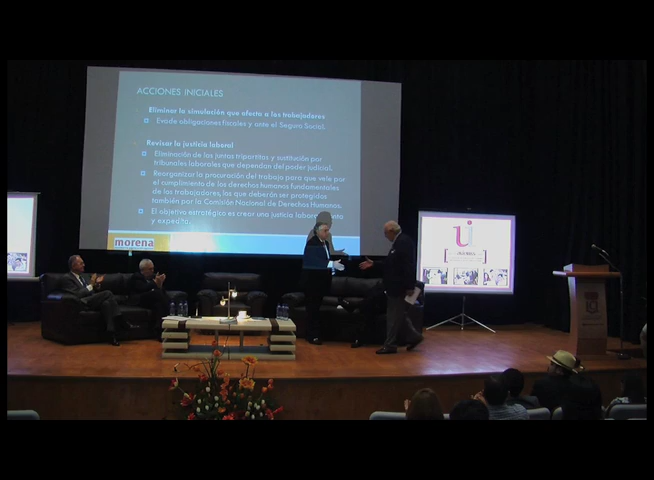 ACCIONES INICIALES
Eliminar la simulación que afecta a los trabajadores
Evade obligaciones fiscales y ante el Seguro Social.
Revisar la justicia laboral
Eliminación de las juntas tripartitas y sustitución por
tribunales laborales que dependan del poder judicial.
Reorganizar la procuración del trabajo para que vele por
el cumplimiento de los derechos humanos fundamentales
de los trabajadores, los que deberán ser protegidos
también por la Comisión Nacional de Derechos Humanos.
El objetivo estratégico es crear una justicia laboral
y expedita.
morena
ui